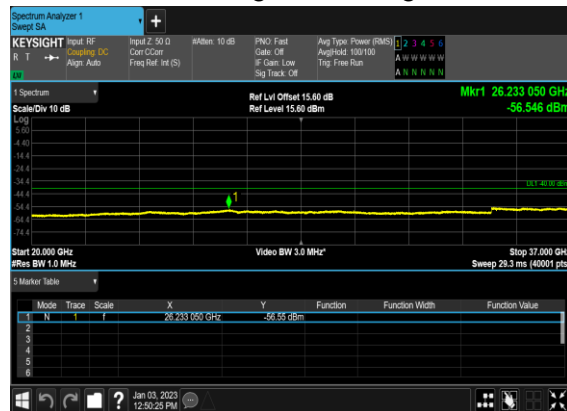 Spectrum Analyzer 1
Swept SA
+
KEYSIGHT Input: RF Input Z: 50 Ω #Atten: 10 dB PNO: Fast Avg Type: Power (RMS) 1 2 3 4 5 6
R T Coupling: DC Corr CCorr Gate: Off Avg|Hold: 100/100 A W W W W W
Align: Auto Freq Ref: Int (S) IF Gain: Low Trig: Free Run
Sig Track: Off A N N N N N
1 Spectrum Ref Lvl Offset 15.60 dB Mkr1 26.233 050 GHz
Scale/Div 10 dB Ref Level 15.60 dBm -56.546 dBm
Log
5.60
-4.40
-14.4
-24.4
-34.4
DL1 -40.00 dBm
-44.4
1
-54.4
-64.4
-74.4
Start 20.000 GHz Video BW 3.0 MHz* Stop 37.000 GHz
#Res BW 1.0 MHz Sweep 29.3 ms (40001 pts)
5 Marker Table
Mode Trace Scale X Y Function Function Width Function Value
1 N 1 f 26.233 050 GHz -56.55 dBm
2
3
4
5
6
? Jan 03, 2023
12:50:25 PM